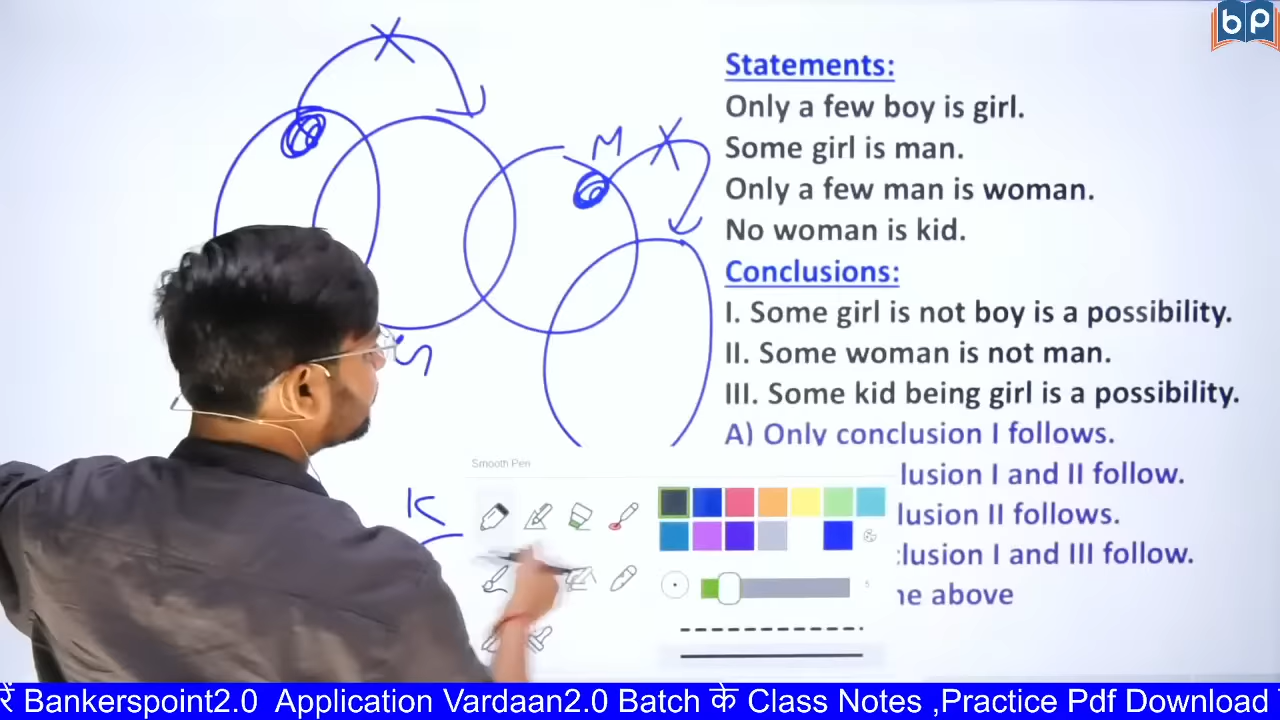 bp
Statements:
Only a few boy is girl.
Some girl is man.
Only a few man is woman.
No woman is kid.
Conclusions:
I. Some girl is not boy is a possibility.
II. Some woman is not man.
III. Some kid being girl is a possibility.
A) Only conclusion I follows.
lusion I and II follow.
lusion II follows.
clusion I and III follow.
ne above
M
K
Smooth Pen
5
रें Bankerspoint2.0 Application Vardaan2.0 Batch के Class Notes ,Practice Pdf Download